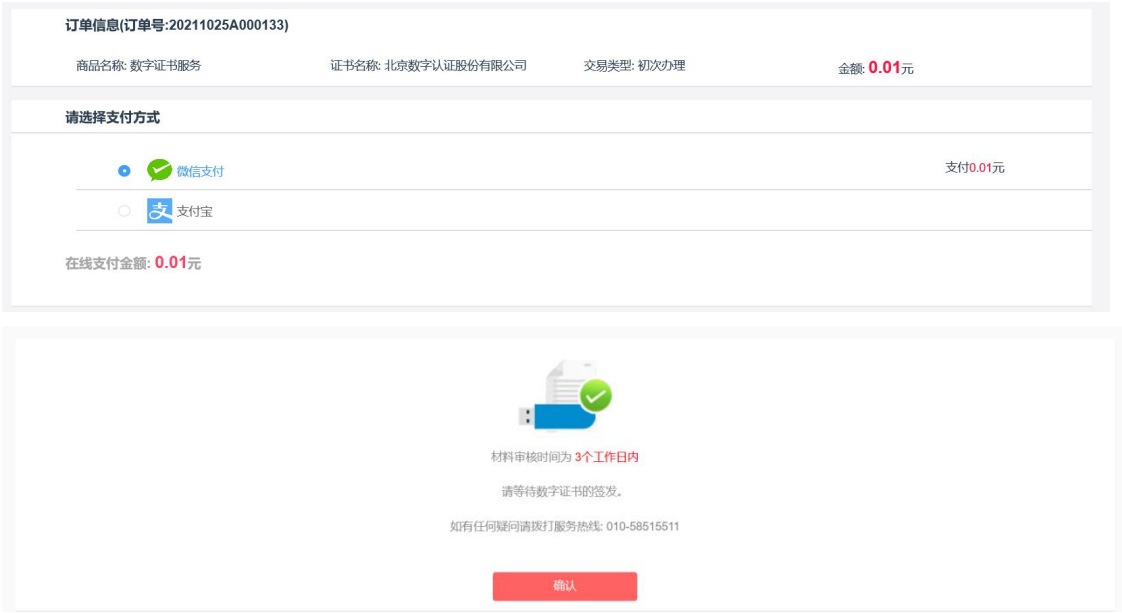 订单信息(订单号:20211025A000133)
商品名称: 数字证书服务 证书名称: 北京数字认证股份有限公司 交易类型: 初次办理 金额: 0.01元
请选择支付方式
微信支付 支付0.01元
支 支付宝
在线支付金额: 0.01元
材料审核时间为 3个工作日内
请等待数字证书的签发。
如有任何疑问请拨打服务热线: 010-58515511
确认